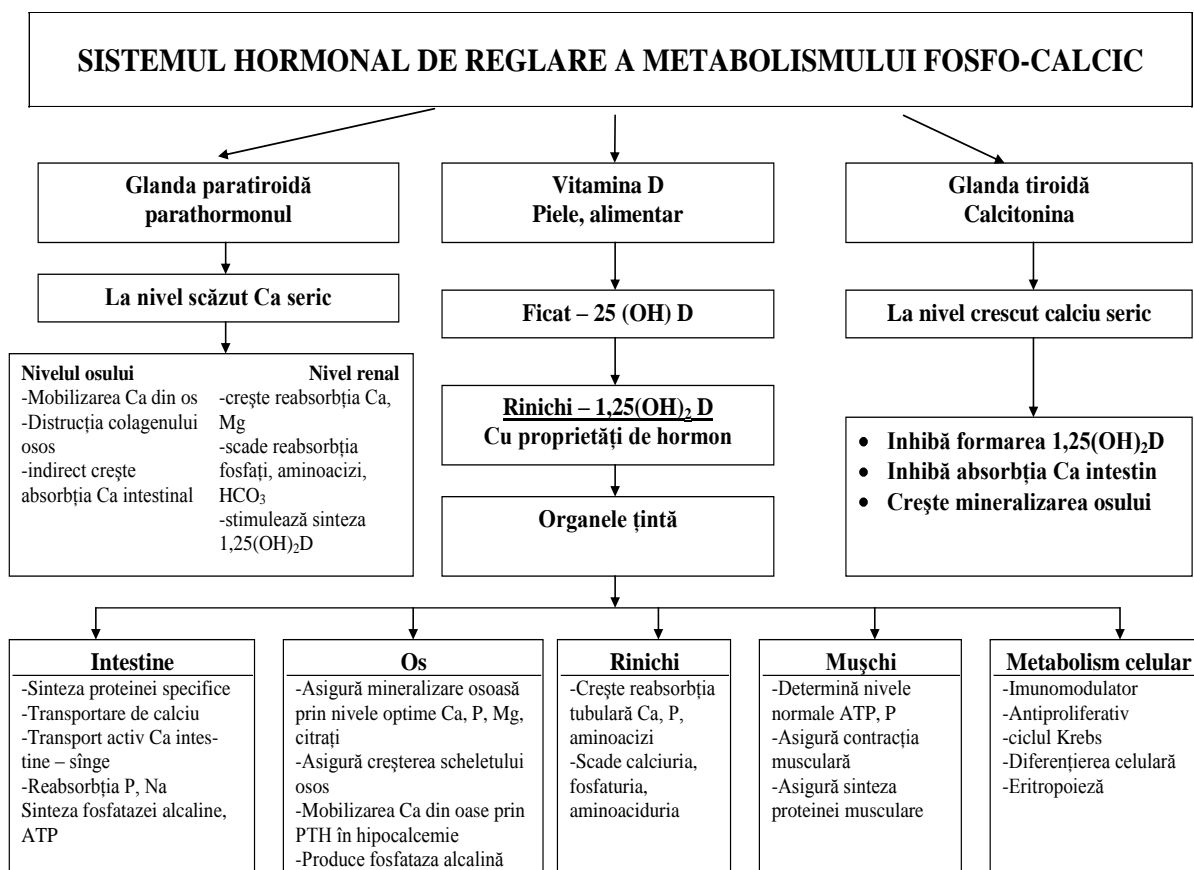 SISTEMUL HORMONAL DE REGLARE A METABOLISMULUI FOSFO-CALCIC
Glanda paratiroidă
parathormonul
Vitamina D
Piele, alimentar
Glanda tiroidă
Calcitonina
La nivel scăzut Ca seric
Ficat – 25 (OH) D
La nivel crescut calciu seric
Nivelul osului
-Mobilizarea Ca din os
-Distrucția colagenului
osos
-indirect creşte
absorbția Ca intestinal
Nivel renal
-creşte reabsorbția Ca,
Mg
-scade reabsorbția
fosfați, aminoacizi,
HCO3
-stimulează sinteza
1,25(OH)2D
Rinichi – 1,25(OH)2 D
Cu proprietăți de hormon
Organele țintă
• Inhibă formarea 1,25(OH)2D
• Inhibă absorbția Ca intestin
• Creşte mineralizarea osului
Intestine
-Sinteza proteinei specifice
-Transportare de calciu
-Transport activ Ca intes-
tine – sînge
-Reabsorbția P, Na
Sinteza fosfatazei alcaline,
ATP
Os
-Asigură mineralizare osoasă
prin nivele optime Ca, P, Mg,
citrați
-Asigură creşterea scheletului
osos
-Mobilizarea Ca din oase prin
PTH în hipocalcemie
-Produce fosfataza alcalină
Rinichi
-Creşte reabsorbția
tubulară Ca, P,
aminoacizi
-Scade calciuria,
fosfaturia,
aminoaciduria
Muşchi
-Determină nivele
normale ATP, P
-Asigură contracția
musculară
-Asigură sinteza
proteinei musculare
Metabolism celular
-Imunomodulator
-Antiproliferativ
-ciclul Krebs
-Diferențierea celulară
-Eritropoieză